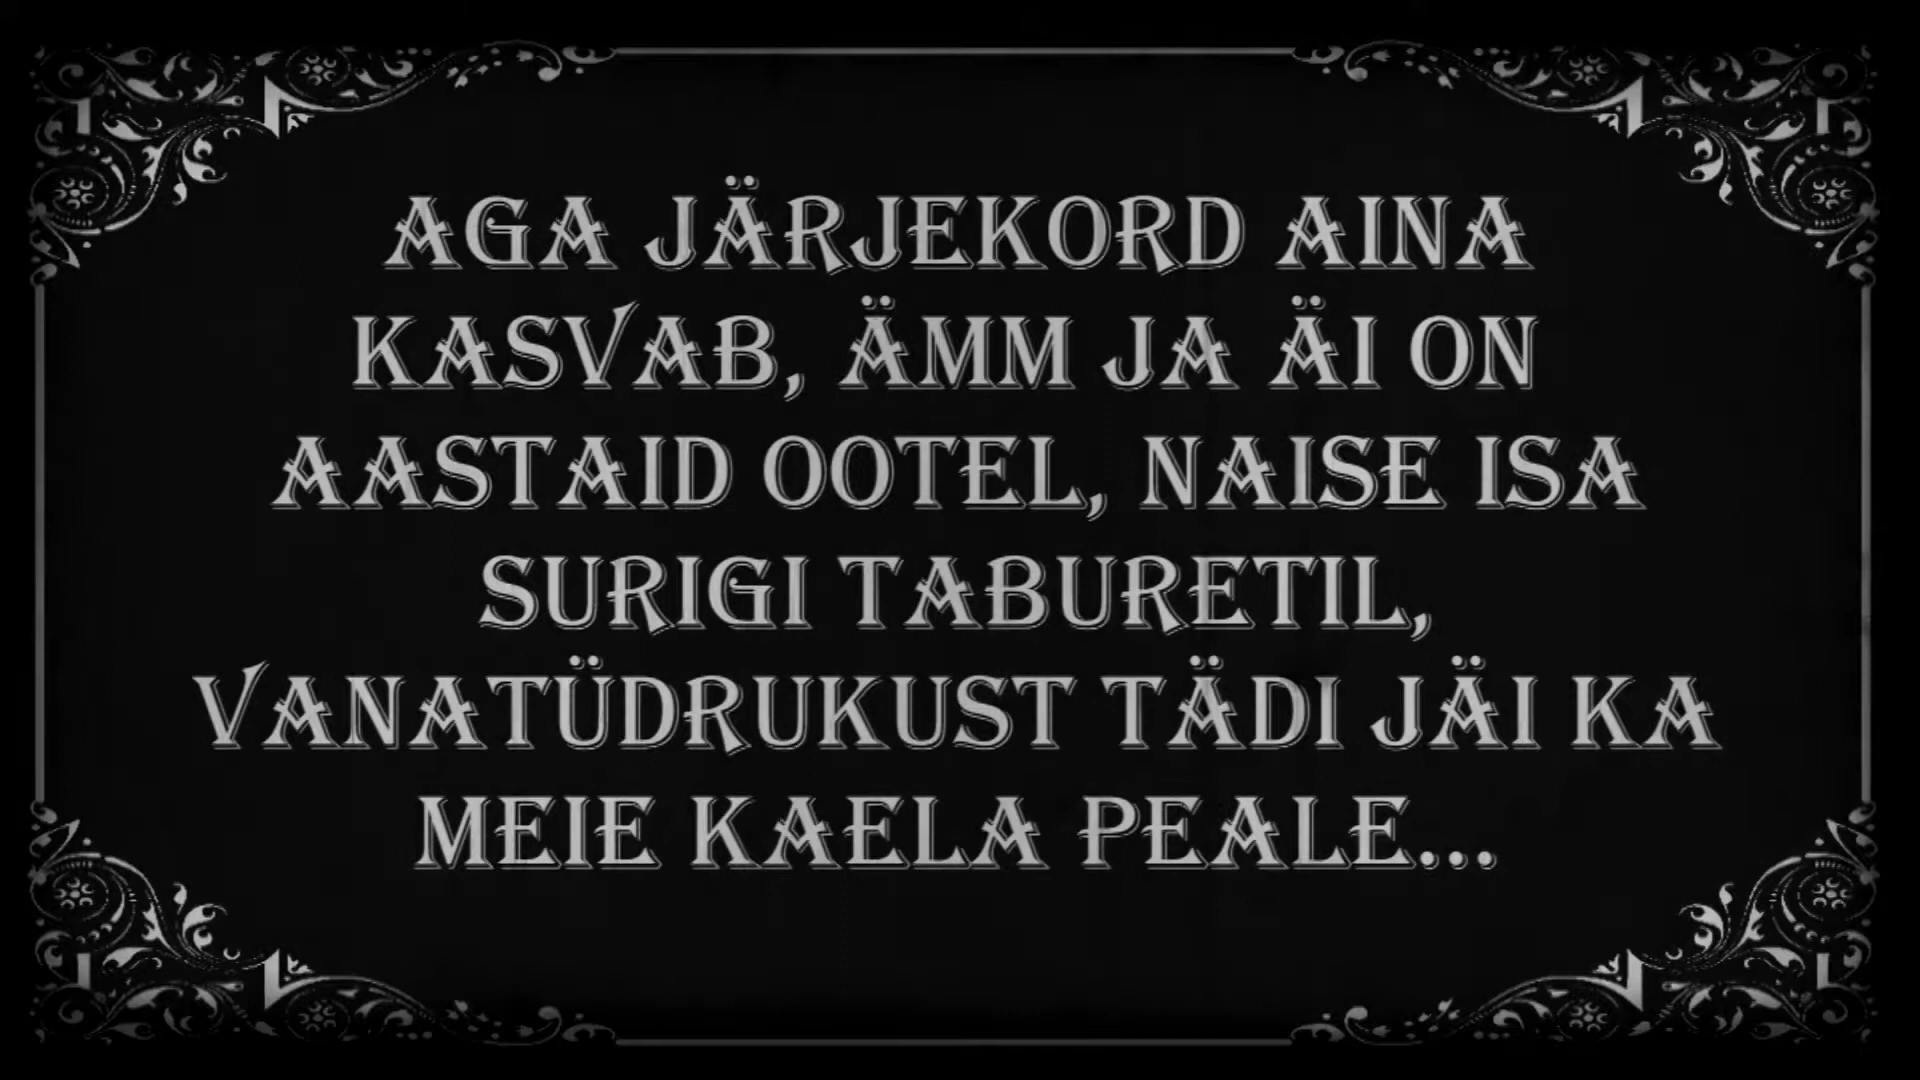 AGA JÄRJEKORD AINA
KASVAB, ÄMM JA ÄI ON
AASTAID OOTEL, NAISE ISA
SURIGI TABURETIL,
VANATÜDRUKUST TÄDI JÄI KA
MEIE KAELA PEALE...